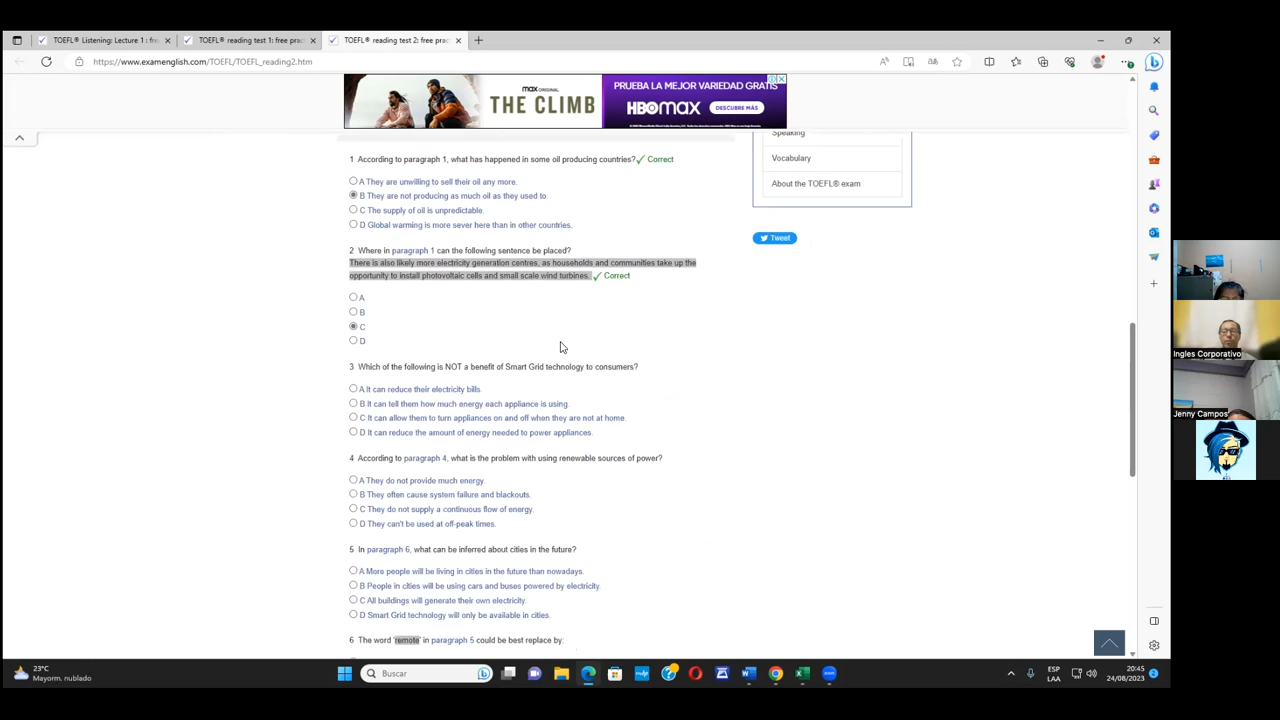 TOEFL® Listening: Lecture 1 : fre
TOEFL® reading test 1: free prac
TOEFL® reading test 2: free prac
https://www.examenglish.com/TOEFL/TOEFL_reading2.htm
max ORIGINAL
THE CLIMB
PRUEBA LA MEJOR VARIEDAD GRATIS
HBOmax
DESCUBRE MÁS
Speaking
Vocabulary
About the TOEFL® exam
Tweet
1 According to paragraph 1, what has happened in some oil producing countries? Correct
A They are unwilling to sell their oil any more.
B They are not producing as much oil as they used to.
C The supply of oil is unpredictable.
D Global warming is more sever here than in other countries.
2 Where in paragraph 1 can the following sentence be placed?
There is also likely more electricity generation centres, as households and communities take up the
opportunity to install photovoltaic cells and small scale wind turbines. Correct
A
B
C
D
3 Which of the following is NOT a benefit of Smart Grid technology to consumers?
A It can reduce their electricity bills.
B It can tell them how much energy each appliance is using.
C It can allow them to turn appliances on and off when they are not at home.
D It can reduce the amount of energy needed to power appliances.
4 According to paragraph 4, what is the problem with using renewable sources of power?
A They do not provide much energy.
B They often cause system failure and blackouts.
C They do not supply a continuous flow of energy.
D They can't be used at off-peak times.
5 In paragraph 6, what can be inferred about cities in the future?
A More people will be living in cities in the future than nowadays.
B People in cities will be using cars and buses powered by electricity.
C All buildings will generate their own electricity.
D Smart Grid technology will only be available in cities.
6 The word 'remote' in paragraph 5 could be best replace by:
Ingles Corporativo
Jenny Campos
23°C
Mayorm. nublado
Buscar
ESP
LAA
20:45
24/08/2023